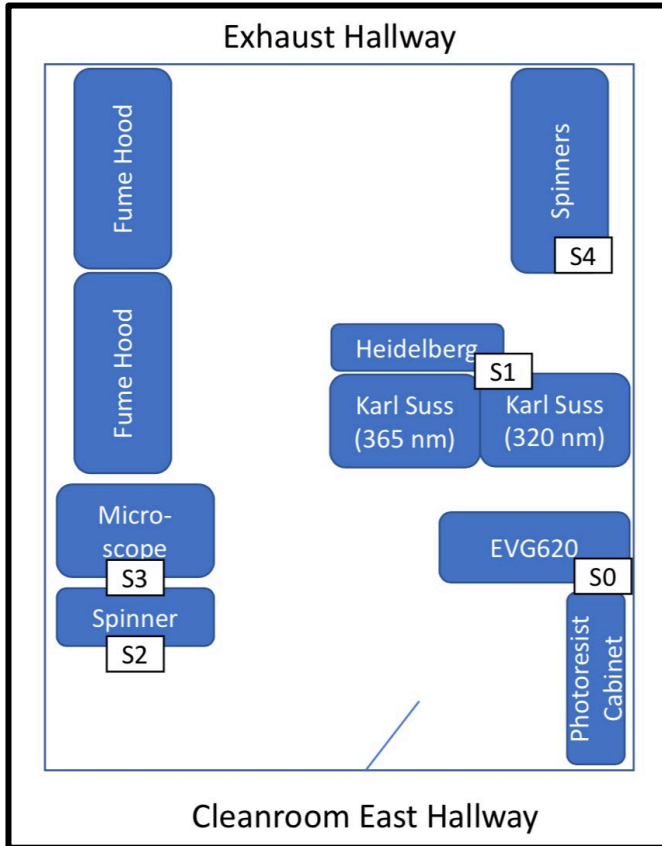 Exhaust Hallway
Fume Hood
Spinners
S4
Fume Hood
Heidelberg
S1
Karl Suss
(365 nm)
Karl Suss
(320 nm)
Micro-
scope
S3
EVG620
S0
Spinner
S2
Photoresist
Cabinet
Cleanroom East Hallway